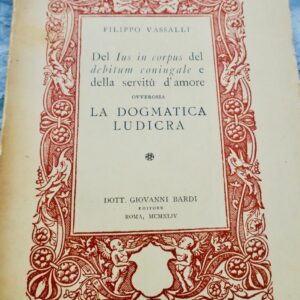 FILIPPO VASSALLI
Del Ius in corpus del
debitum coniugale e
della servitù d'amore
OVVEROSIA
LA DOGMATICA
LUDICRA
DOTT. GIOVANNI BARDI
EDITORE
ROMA, MCMXLIV